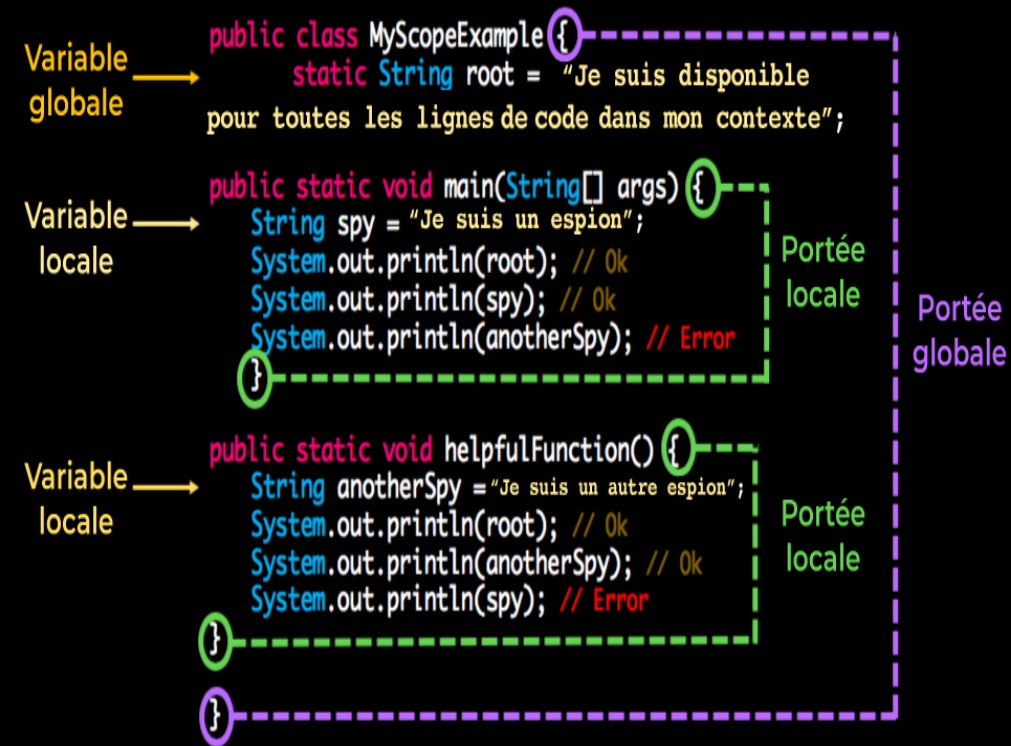 public class MyScopeExample {
Variable globale
static String root = “Je suis disponible
pour toutes les lignes de code dans mon contexte”;
public static void main(String[] args) {
Variable locale
String spy = “Je suis un espion”;
System.out.println(root); // Ok
System.out.println(spy); // Ok
System.out.println(anotherSpy); // Error
}
Portée
locale
Portée
globale
public static void helpfulFunction() {
Variable
locale
String anotherSpy = “Je suis un autre espion”;
System.out.println(root); // Ok
System.out.println(anotherSpy); // Ok
System.out.println(spy); // Error
}
Portée
locale
}